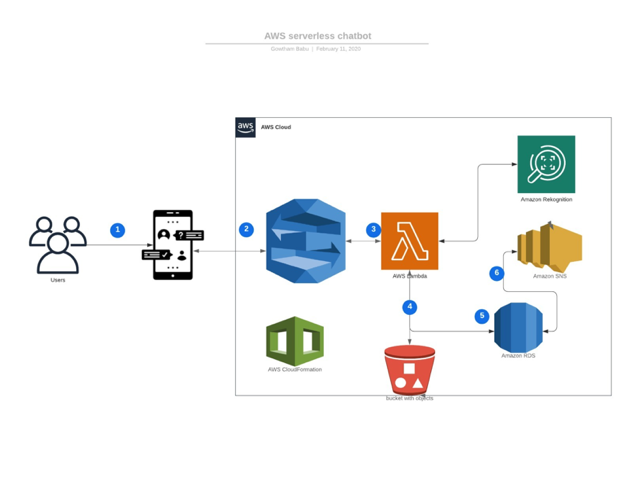 AWS serverless chatbot
Gowtham Babu | February 11, 2020
aws
AWS Cloud
Amazon Rekognition
1
2
3
AWS Lambda
Users
6
Amazon SNS
4
5
Amazon RDS
AWS CloudFormation
bucket with objects